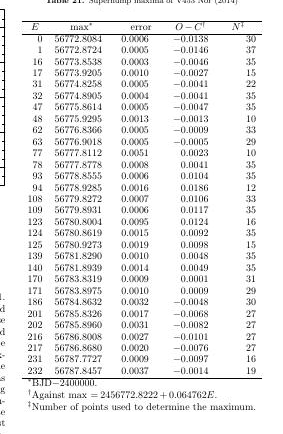 Table 21. Superhump maxima of V453 Nor (2014)
E max* error O − C† N‡
0 56772.8084 0.0006 −0.0138 30
1 56772.8724 0.0005 −0.0146 37
16 56773.8538 0.0003 −0.0046 35
17 56773.9205 0.0010 −0.0027 15
31 56774.8258 0.0005 −0.0041 22
32 56774.8905 0.0004 −0.0041 35
47 56775.8614 0.0005 −0.0047 35
48 56775.9295 0.0013 −0.0013 10
62 56776.8366 0.0005 −0.0009 33
63 56776.9018 0.0005 −0.0005 29
77 56777.8112 0.0051 0.0023 10
78 56777.8778 0.0008 0.0041 35
93 56778.8555 0.0006 0.0104 35
94 56778.9285 0.0016 0.0186 12
108 56779.8272 0.0007 0.0106 33
109 56779.8931 0.0006 0.0117 35
123 56780.8004 0.0095 0.0124 16
124 56780.8619 0.0015 0.0092 35
125 56780.9273 0.0019 0.0098 15
139 56781.8290 0.0010 0.0048 35
140 56781.8939 0.0014 0.0049 35
170 56783.8319 0.0009 0.0001 31
171 56783.8975 0.0010 0.0009 29
186 56784.8632 0.0032 −0.0048 30
201 56785.8326 0.0017 −0.0068 27
202 56785.8960 0.0031 −0.0082 27
216 56786.8008 0.0027 −0.0101 27
217 56786.8680 0.0020 −0.0076 27
231 56787.7727 0.0009 −0.0097 16
232 56787.8457 0.0037 −0.0014 19
*BJD−2400000.
†Against max = 2456772.8222 + 0.064762E.
‡Number of points used to determine the maximum.